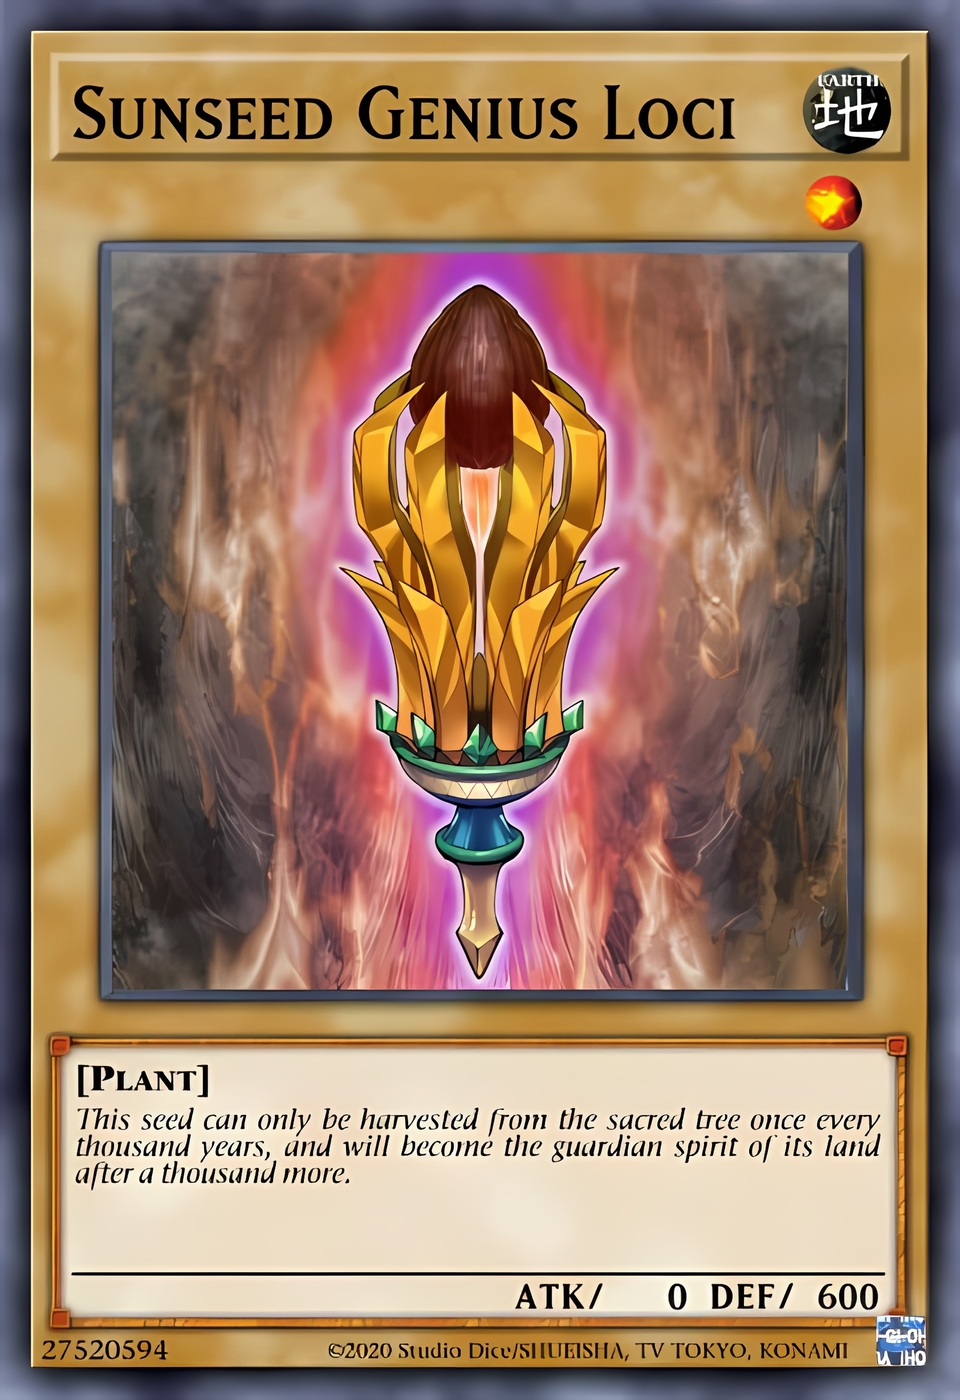 SUNSEED GENIUS LOCI
EARTH
地
[PLANT]
This seed can only be harvested from the sacred tree once every
thousand years, and will become the guardian spirit of its land
after a thousand more.
ATK/ 0 DEF/ 600
27520594 ©2020 Studio Dice/SHUEISHA, TV TOKYO, KONAMI